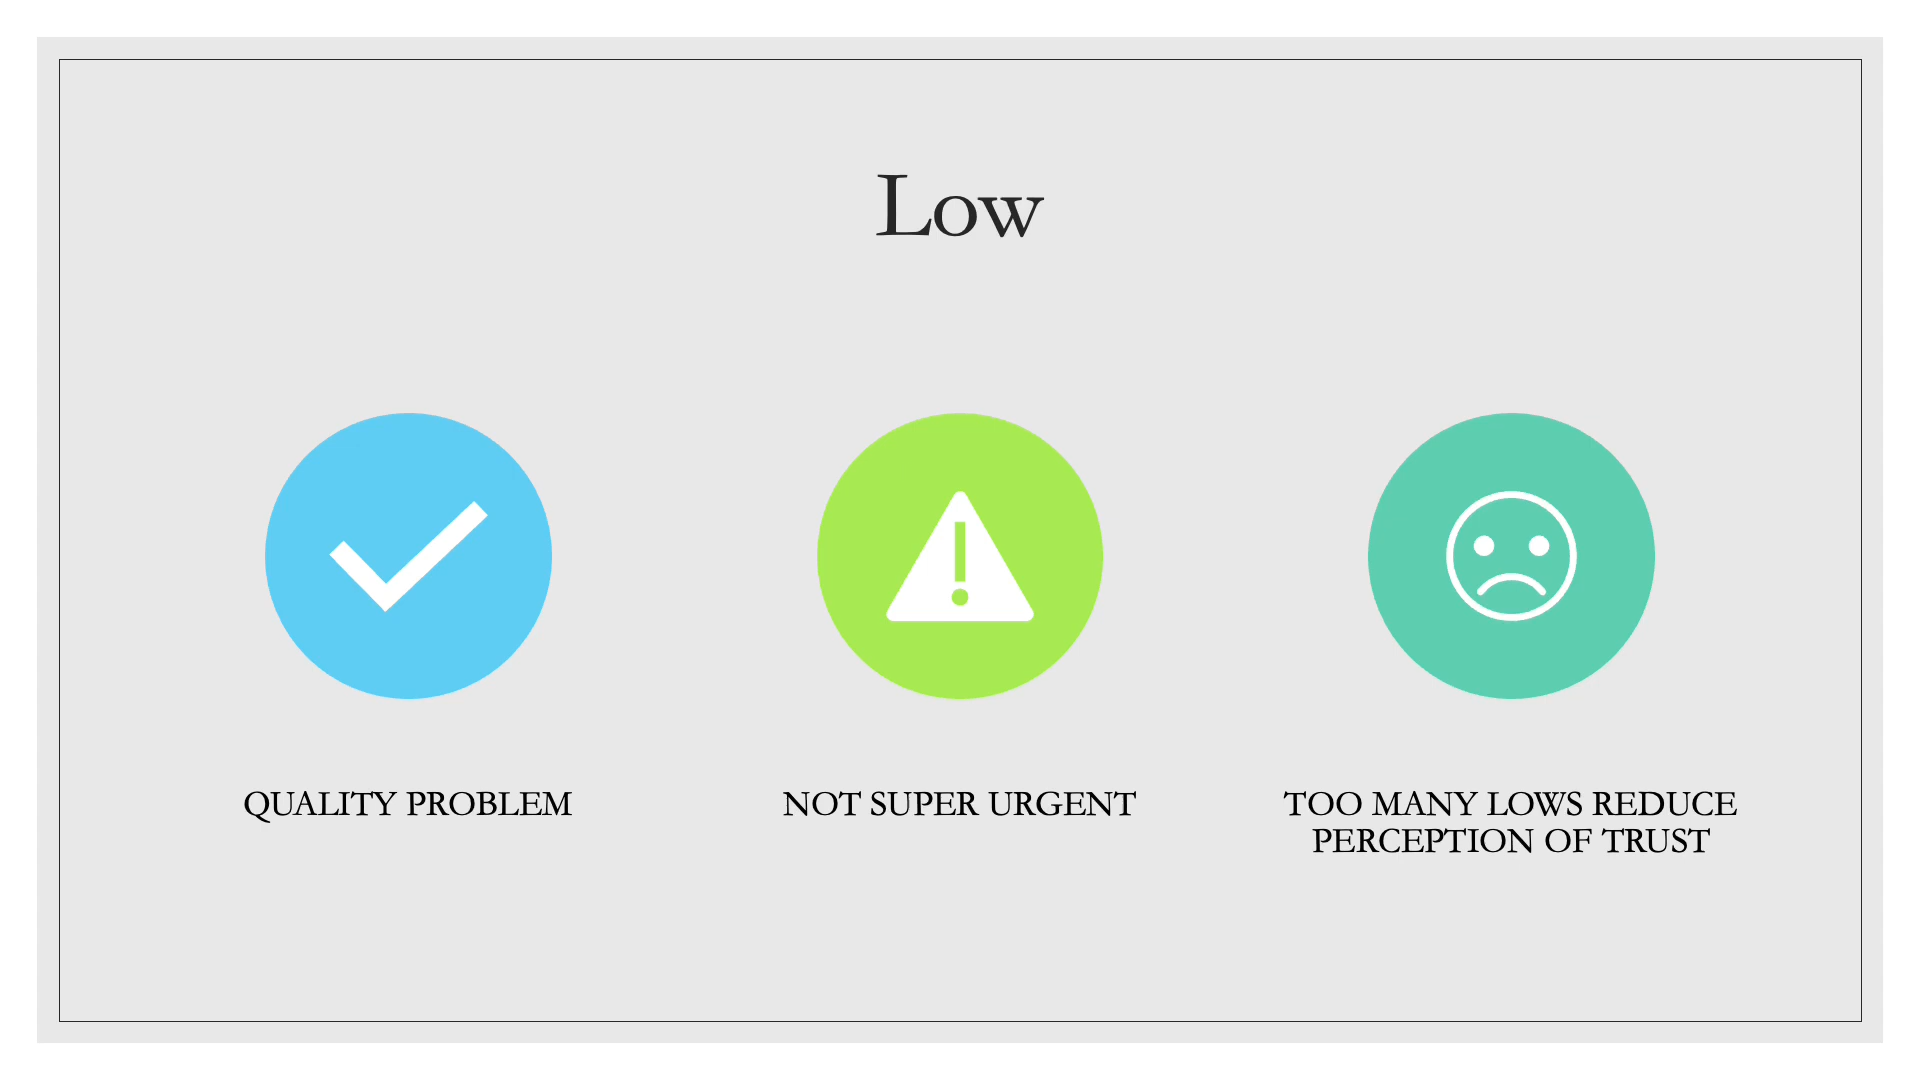 Low
QUALITY PROBLEM
NOT SUPER URGENT
TOO MANY LOWS REDUCE
PERCEPTION OF TRUST